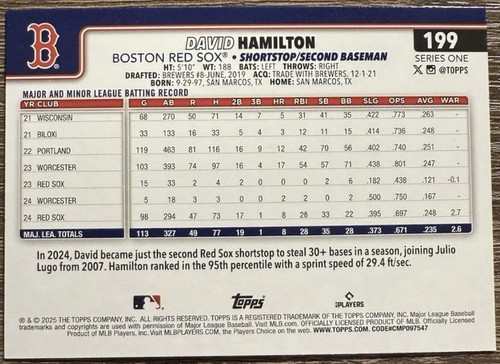 B
DAVID HAMILTON
199
BOSTON RED SOX® • SHORTSTOP/SECOND BASEMAN
SERIES ONE
HT: 5'10" WT: 188 BATS: LEFT THROWS: RIGHT
@TOPPS
DRAFTED: BREWERS #8-JUNE, 2019 ACQ: TRADE WITH BREWERS, 12-1-21
BORN: 9-29-97, SAN MARCOS, TX HOME: SAN MARCOS, TX
MAJOR AND MINOR LEAGUE BATTING RECORD
YR CLUB G AB R H 2B 3B HR RBI SB BB SLG OPS AVG WAR
21 WISCONSIN 68 270 50 71 14 7 5 31 41 35 .422 .773 .263 -
21 BILOXI 33 133 16 33 5 4 3 12 11 15 .414 .736 .248 -
22 PORTLAND 119 463 81 116 9 9 12 42 70 56 .402 .740 .251 -
23 WORCESTER 103 393 74 97 16 4 17 54 57 71 .438 .801 .247 -
23 RED SOX 15 33 2 4 2 0 0 0 2 6 .182 .438 .121 -0.1
24 WORCESTER 5 18 3 3 0 0 2 2 0 0 .500 .750 .167 -
24 RED SOX 98 294 47 73 17 1 8 28 33 22 .395 .697 .248 2.7
MAJ. LEA. TOTALS 113 327 49 77 19 1 8 28 35 28 .373 .671 .235 2.6
In 2024, David became just the second Red Sox shortstop to steal 30+ bases in a season, joining Julio
Lugo from 2007. Hamilton ranked in the 95th percentile with a sprint speed of 29.4 ft/sec.
Topps
PLAYERS
® & © 2025 THE TOPPS COMPANY, INC. ALL RIGHTS RESERVED. TOPPS IS A REGISTERED TRADEMARK OF THE TOPPS COMPANY, INC. Major League Baseball
trademarks and copyrights are used with permission of Major League Baseball. Visit MLB.com. OFFICIALLY LICENSED PRODUCT OF MLB. Officially Licensed
Product of MLB Players, Inc. Visit MLBPLAYERS.com, the Players Choice on the web. WWW.TOPPS.COM. CODE#CMP097547